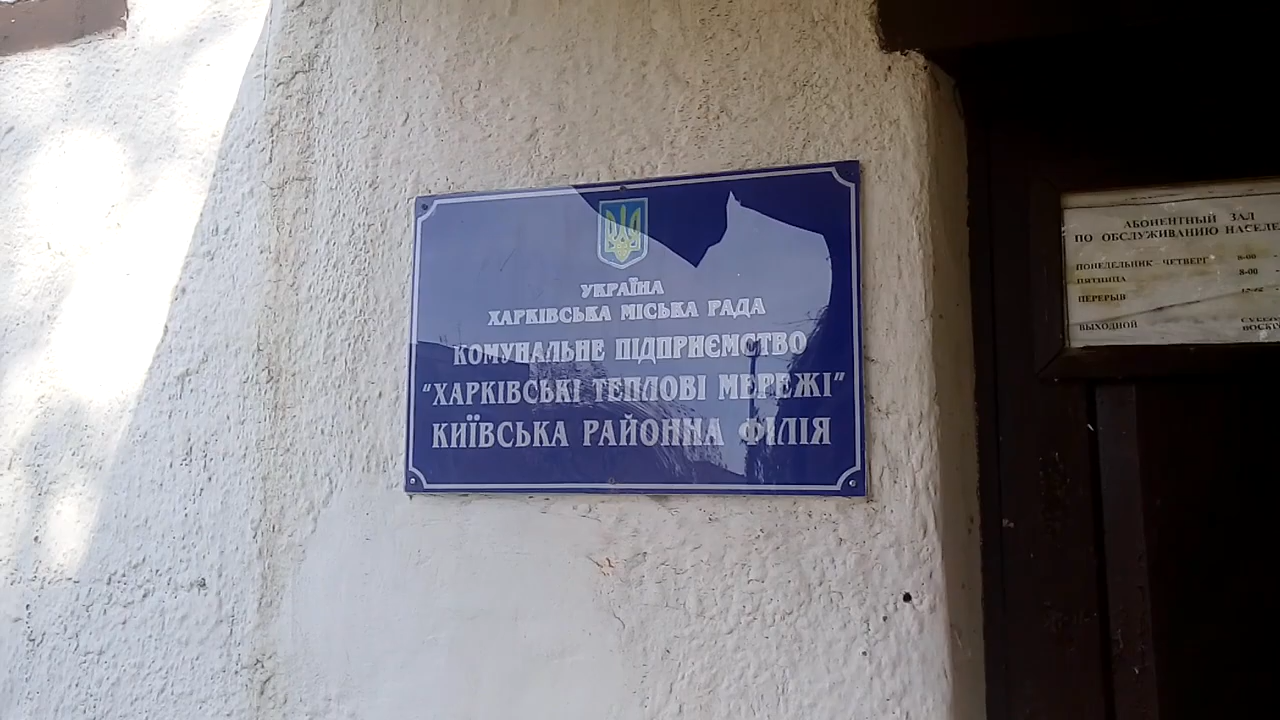 УКРАЇНА
ХАРКІВСЬКА МІСЬКА РАДА
КОМУНАЛЬНЕ ПІДПРИЄМСТВО
"ХАРКІВСЬКІ ТЕПЛОВІ МЕРЕЖІ"
КИЇВСЬКА РАЙОННА ФІЛІЯ
АБОНЕНТНЫЙ ЗАЛ
ПО ОБСЛУЖИВАНИЮ НАСЕЛЕ
ПОНЕДЕЛЬНИК - ЧЕТВЕРГ 8-00 -
ПЯТНИЦА 8-00
ПЕРЕРЫВ
ВЫХОДНОЙ